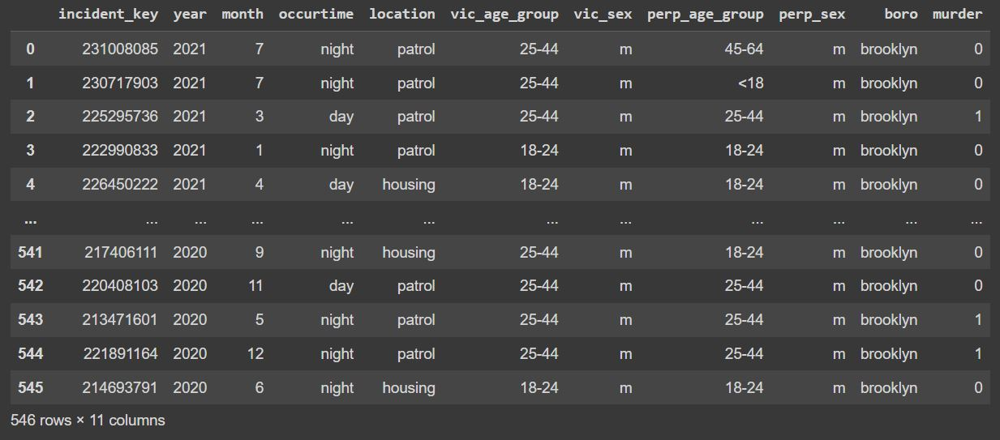 incident_key year month occurtime location vic_age_group vic_sex perp_age_group perp_sex boro murder
0 231008085 2021 7 night patrol 25-44 m 45-64 m brooklyn 0
1 230717903 2021 7 night patrol 25-44 m <18 m brooklyn 0
2 225295736 2021 3 day patrol 25-44 m 25-44 m brooklyn 1
3 222990833 2021 1 night patrol 18-24 m 18-24 m brooklyn 0
4 226450222 2021 4 day housing 18-24 m 18-24 m brooklyn 0
... ... ... ... ... ... ... ... ... ... ... ...
541 217406111 2020 9 night housing 25-44 m 18-24 m brooklyn 0
542 220408103 2020 11 day patrol 25-44 m 25-44 m brooklyn 0
543 213471601 2020 5 night patrol 25-44 m 25-44 m brooklyn 1
544 221891164 2020 12 night patrol 25-44 m 25-44 m brooklyn 1
545 214693791 2020 6 night housing 18-24 m 18-24 m brooklyn 0
546 rows × 11 columns